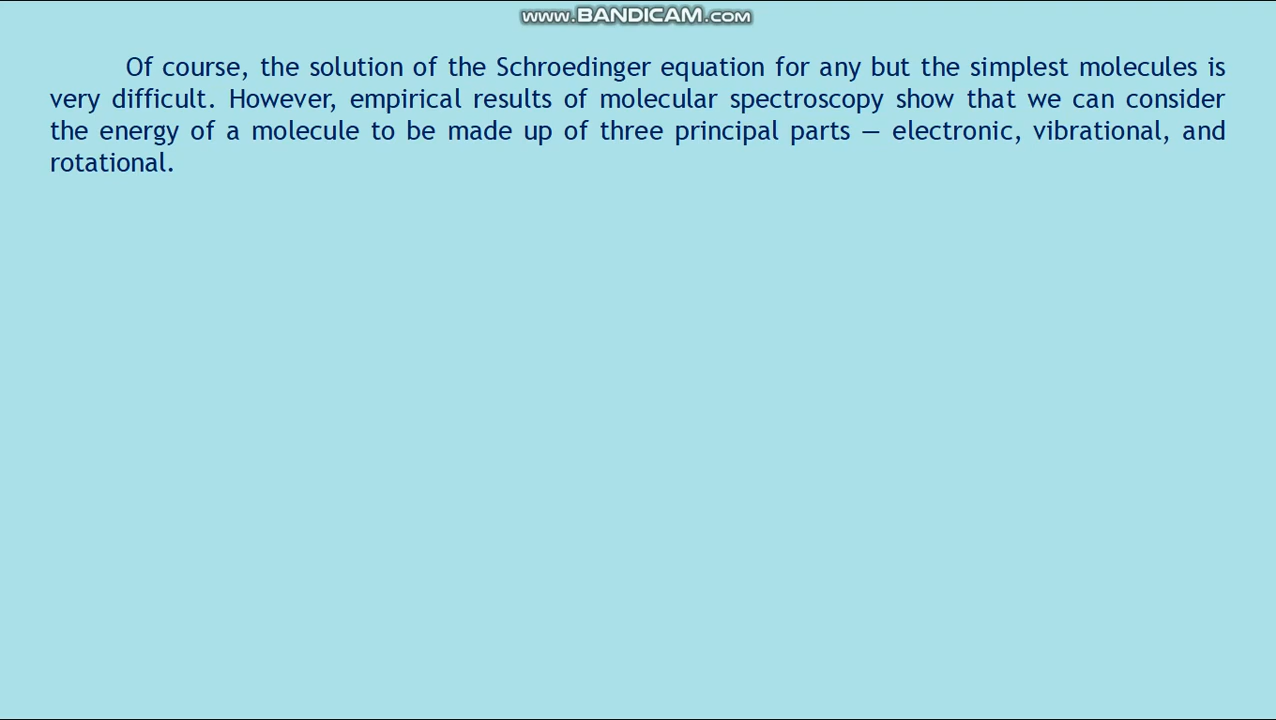 www.BANDICAM.com
Of course, the solution of the Schroedinger equation for any but the simplest molecules is
very difficult. However, empirical results of molecular spectroscopy show that we can consider
the energy of a molecule to be made up of three principal parts — electronic, vibrational, and
rotational.